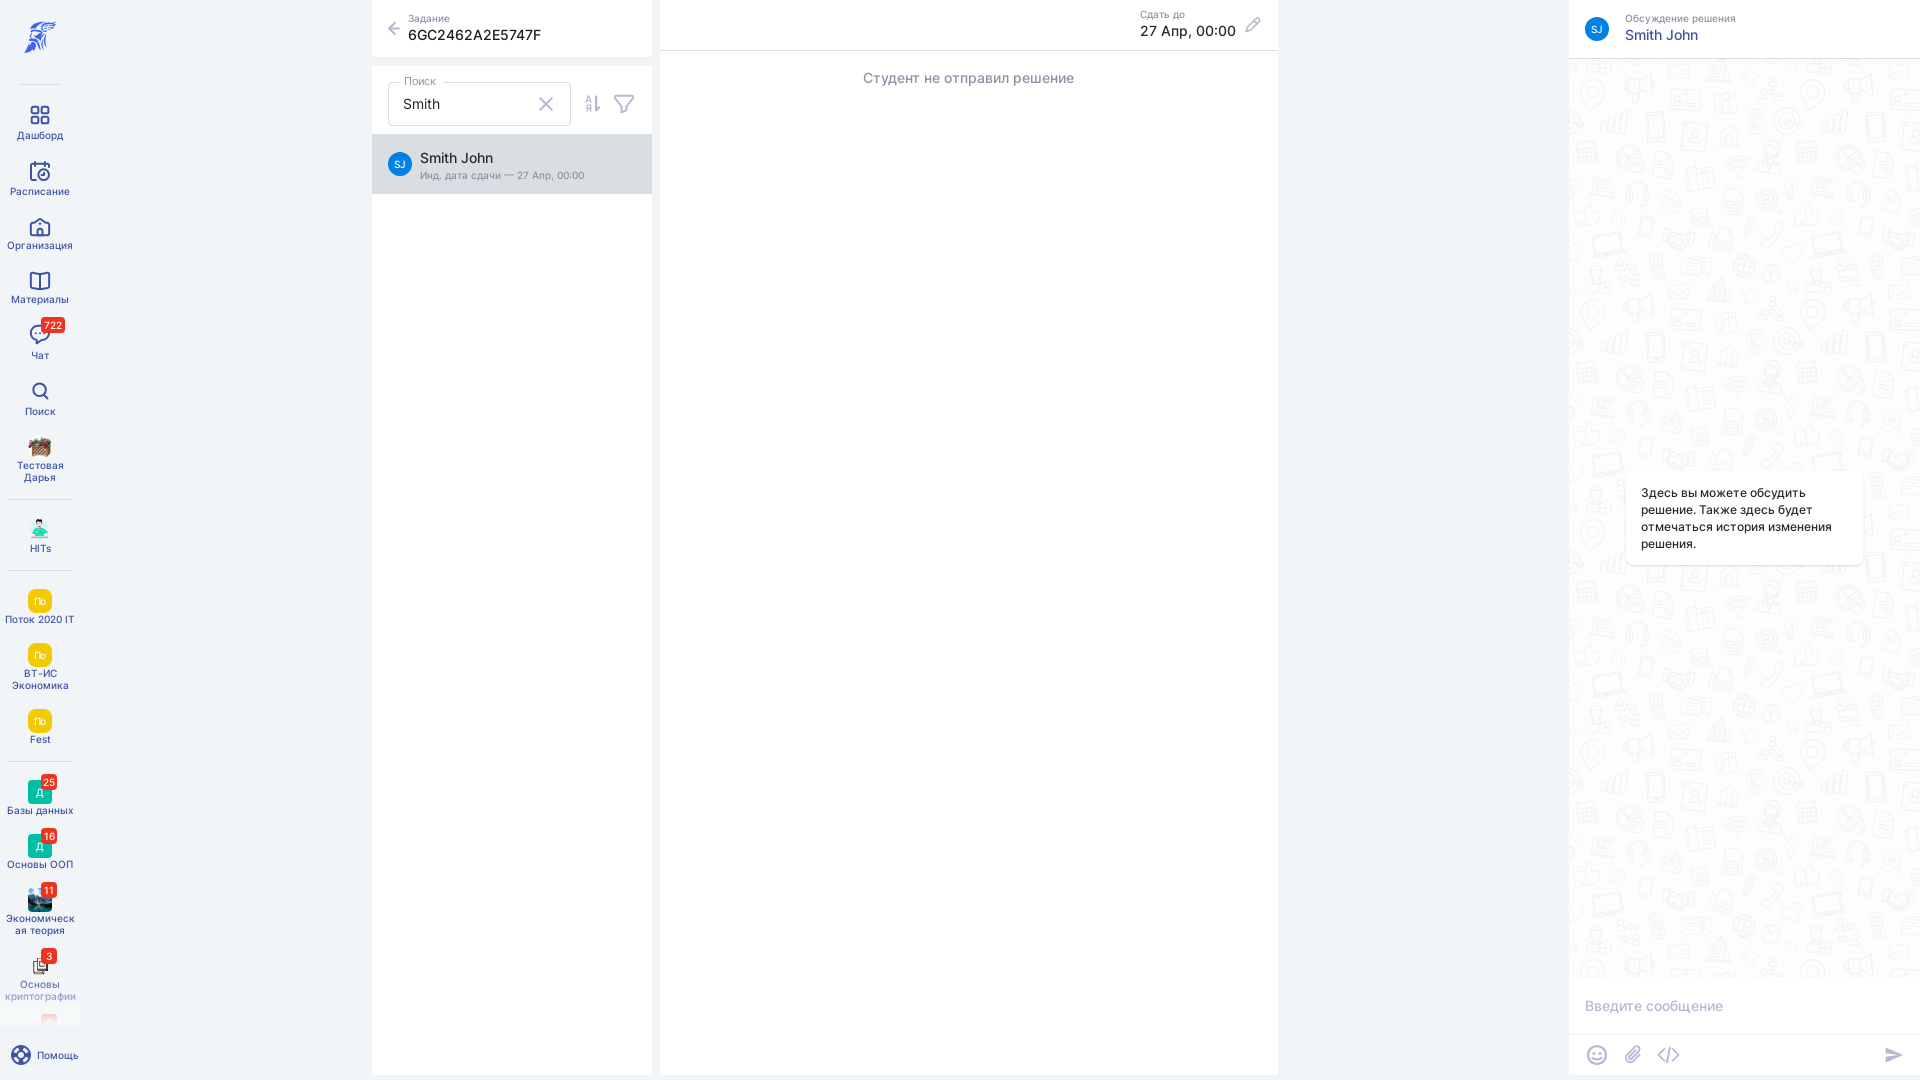 Дашборд
Расписание
Организация
Материалы
722
Чат
Поиск
Тестовая
Дарья
HITs
По
Поток 2020 IT
По
ВТ-ИС
Экономика
По
Fest
25
Д
Базы данных
16
Д
Основы ООП
11
Экономическ
ая теория
3
Основы
криптографии
Помощь
Задание
6GC2462A2E5747F
Поиск
Smith
А
Я
SJ
Smith John
Инд. дата сдачи — 27 Апр, 00:00
Сдать до
27 Апр, 00:00
Студент не отправил решение
SJ
Обсуждение решения
Smith John
Здесь вы можете обсудить
решение. Также здесь будет
отмечаться история изменения
решения.
Введите сообщение